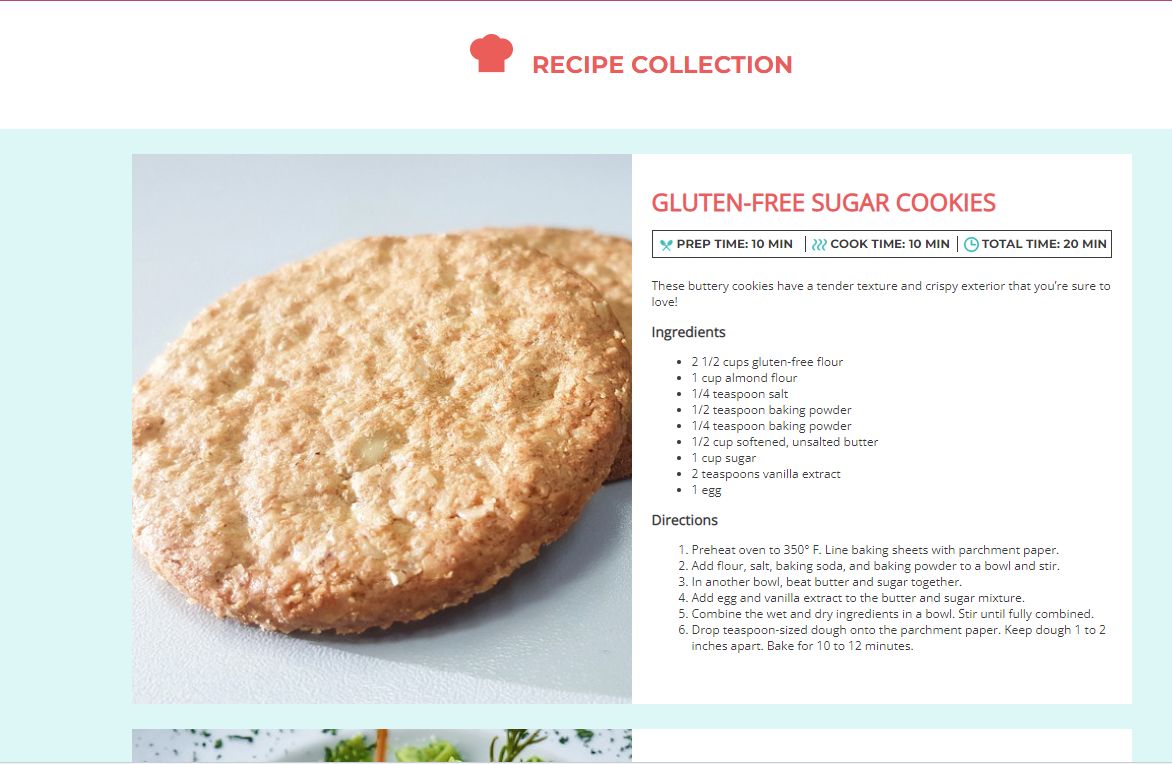 RECIPE COLLECTION
GLUTEN-FREE SUGAR COOKIES
PREP TIME: 10 MIN | COOK TIME: 10 MIN | TOTAL TIME: 20 MIN
These buttery cookies have a tender texture and crispy exterior that you’re sure to
love!
Ingredients
• 2 1/2 cups gluten-free flour
• 1 cup almond flour
• 1/4 teaspoon salt
• 1/2 teaspoon baking powder
• 1/4 teaspoon baking powder
• 1/2 cup softened, unsalted butter
• 1 cup sugar
• 2 teaspoons vanilla extract
• 1 egg
Directions
1. Preheat oven to 350° F. Line baking sheets with parchment paper.
2. Add flour, salt, baking soda, and baking powder to a bowl and stir.
3. In another bowl, beat butter and sugar together.
4. Add egg and vanilla extract to the butter and sugar mixture.
5. Combine the wet and dry ingredients in a bowl. Stir until fully combined.
6. Drop teaspoon-sized dough onto the parchment paper. Keep dough 1 to 2
inches apart. Bake for 10 to 12 minutes.